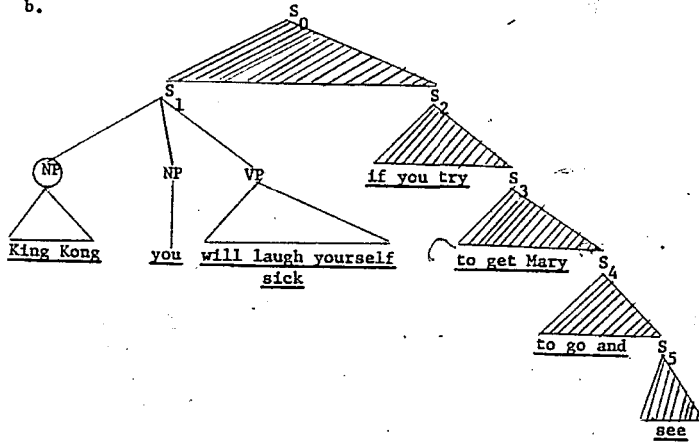 b.
S0
S1 S2
NP NP VP if you try S3
King Kong you will laugh yourself to get Mary S4
sick
to go and S5
see